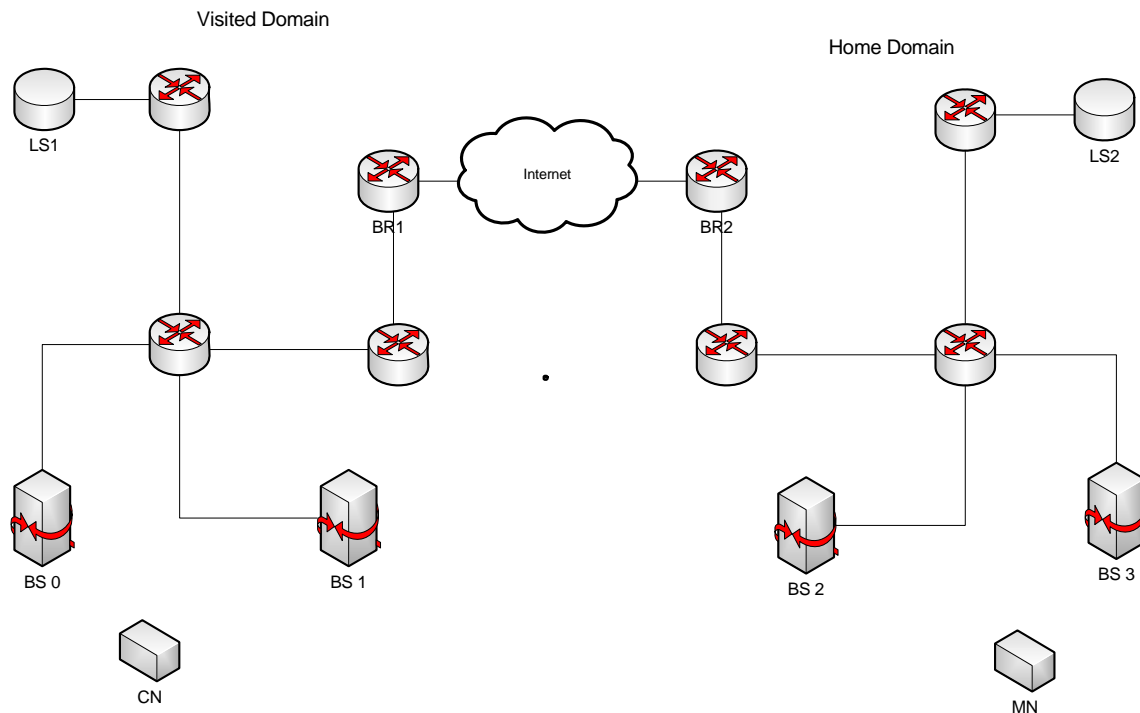 Visited Domain
Home Domain
LS1
LS2
Internet
BR1
BR2
BS 0
BS 1
BS 2
BS 3
CN
MN